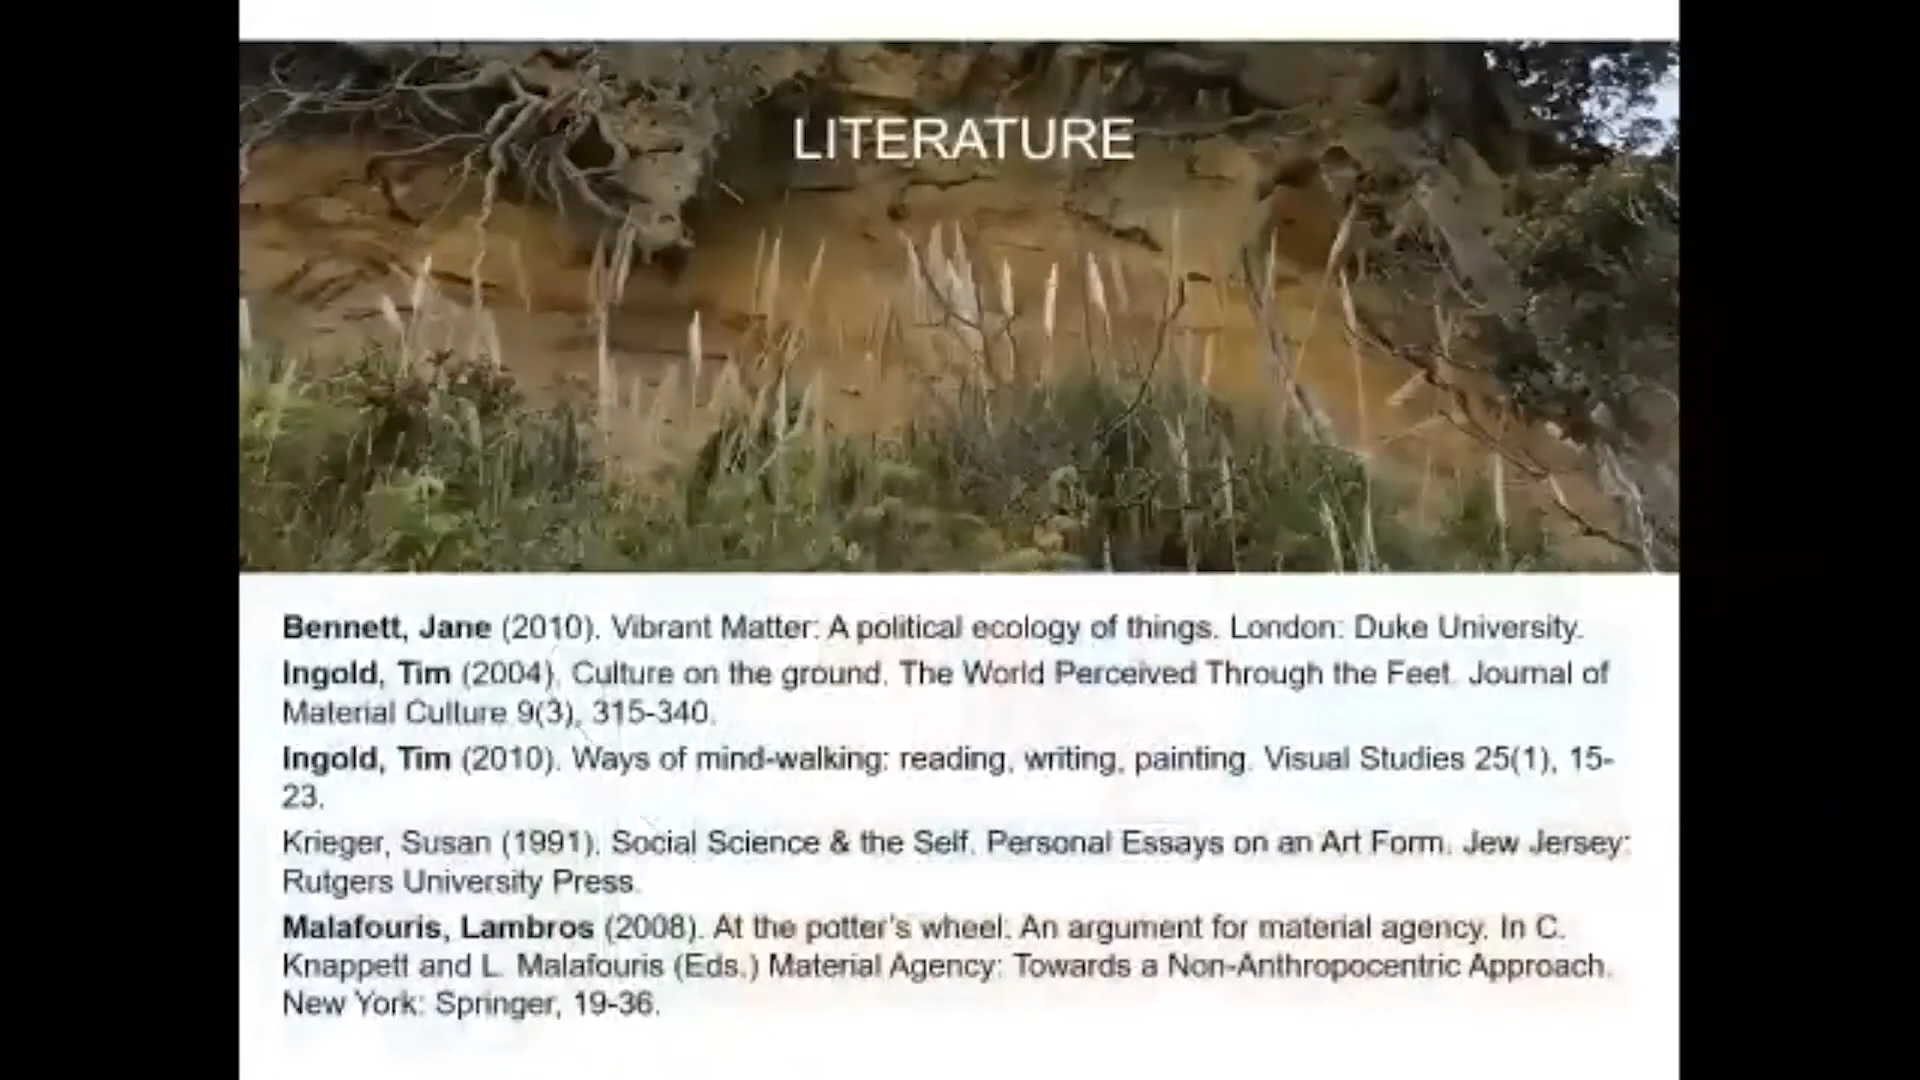 LITERATURE
Bennett, Jane (2010). Vibrant Matter: A political ecology of things. London: Duke University.
Ingold, Tim (2004). Culture on the ground. The World Perceived Through the Feet. Journal of
Material Culture 9(3), 315-340.
Ingold, Tim (2010). Ways of mind-walking: reading, writing, painting. Visual Studies 25(1), 15-
23.
Krieger, Susan (1991). Social Science & the Self. Personal Essays on an Art Form. Jew Jersey:
Rutgers University Press.
Malafouris, Lambros (2008). At the potter's wheel: An argument for material agency. In C.
Knappett and L. Malafouris (Eds.) Material Agency: Towards a Non-Anthropocentric Approach.
New York: Springer, 19-36.